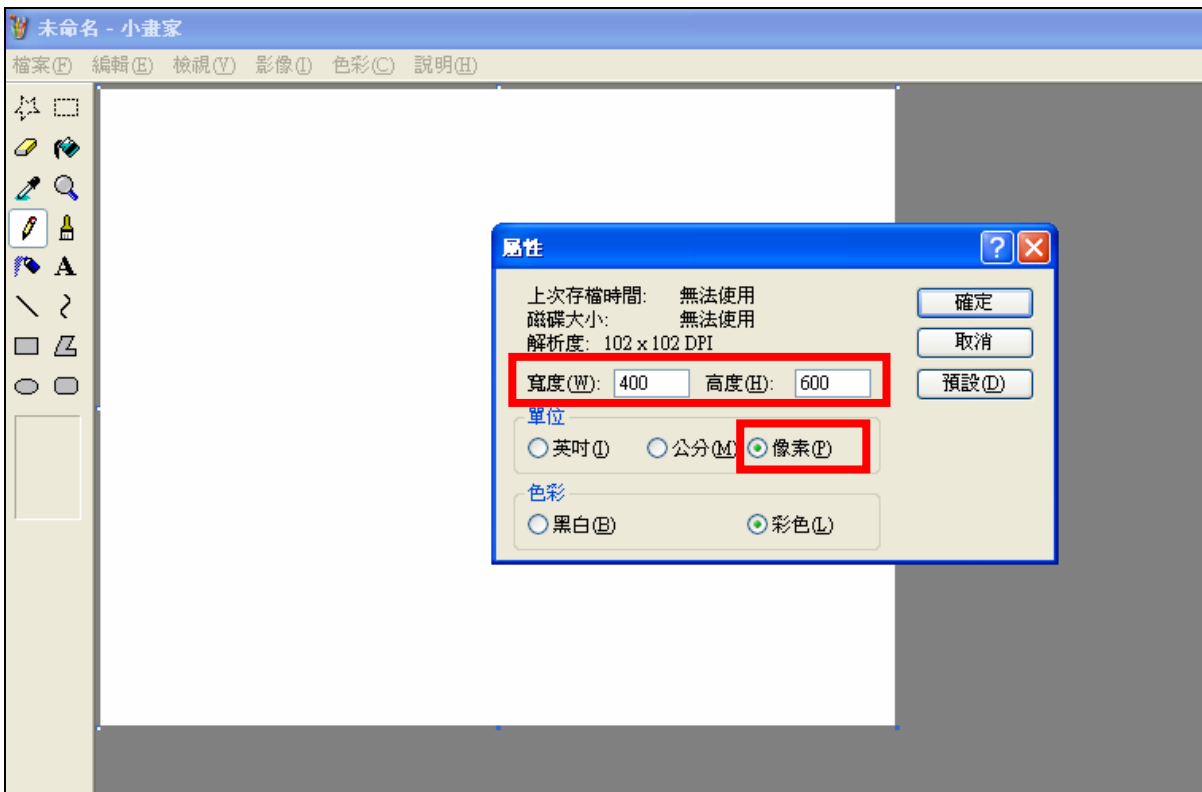 未命名 - 小畫家
檔案(F) 編輯(E) 檢視(V) 影像(I) 色彩(C) 說明(H)
A
屬性
上次存檔時間: 無法使用
磁碟大小: 無法使用
解析度: 102 x 102 DPI
寬度(W): 400 高度(H): 600
單位
英吋(I) 公分(M) 像素(P)
色彩
黑白(B) 彩色(L)
確定
取消
預設(D)